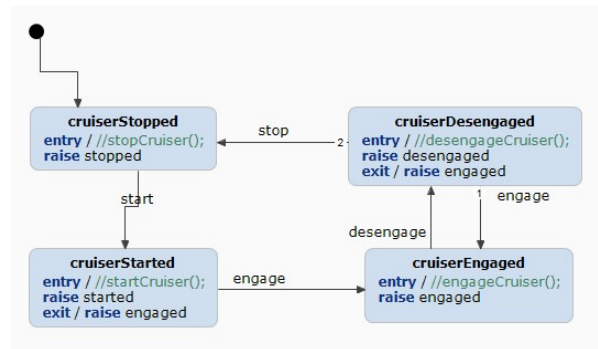 cruiserStopped
entry / //stopCruiser();
raise stopped
cruiserDesengaged
entry / //desengageCruiser();
raise desengaged
exit / raise engaged
stop
2
start
1
engage
desengage
cruiserStarted
entry / //startCruiser();
raise started
exit / raise engaged
engage
cruiserEngaged
entry / //engageCruiser();
raise engaged